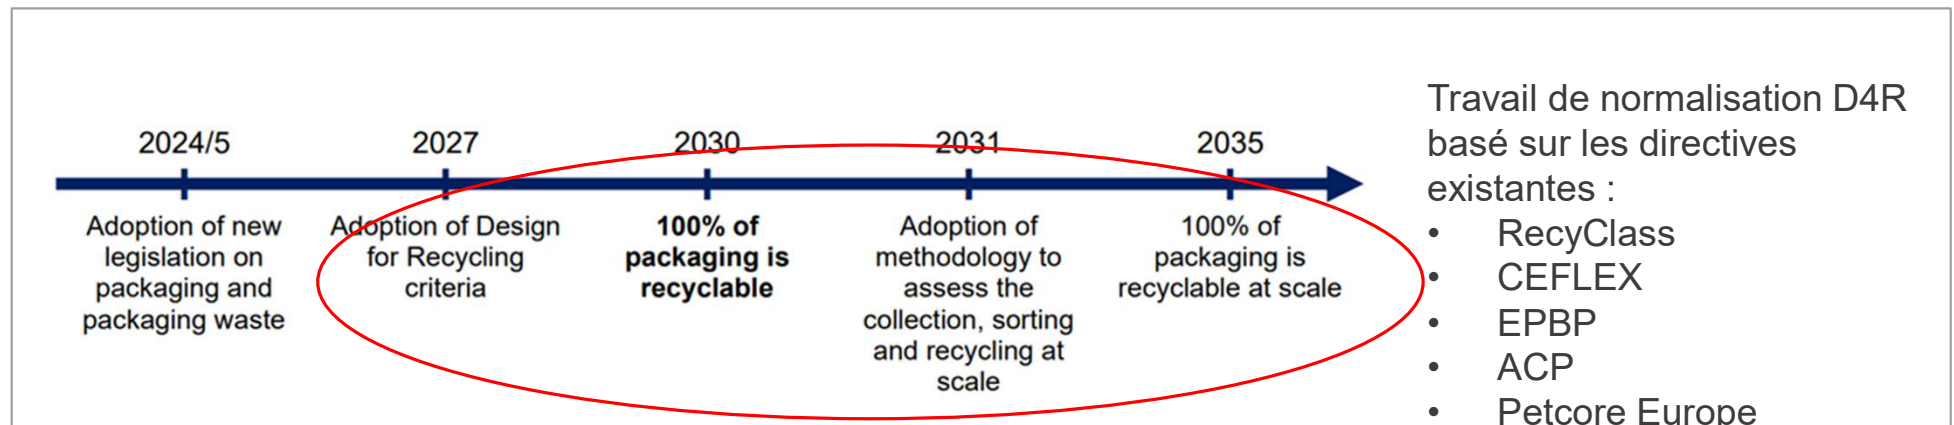 2024/5
Adoption of new
legislation on
packaging and
packaging waste
2027
Adoption of Design
for Recycling
criteria
2030
100% of
packaging is
recyclable
2031
Adoption of
methodology to
assess the
collection, sorting
and recycling at
scale
2035
100% of
packaging is
recyclable at scale
Travail de normalisation D4R
basé sur les directives
existantes :
• RecyClass
• CEFLEX
• EPBP
• ACP
• Petcore Europe